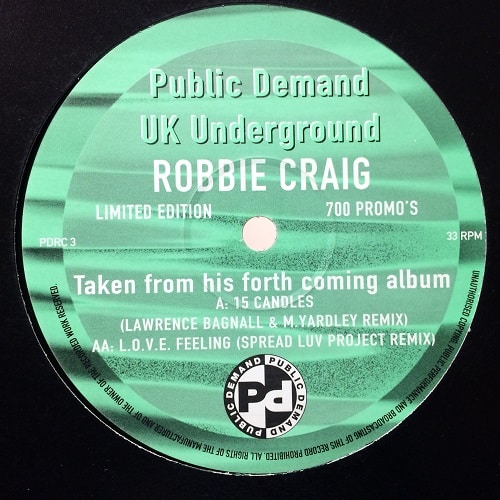 Public Demand
UK Underground
ROBBIE CRAIG
LIMITED EDITION 700 PROMO'S
PDRC 3 33 RPM
Taken from his forth coming album
A: 15 CANDLES
(LAWRENCE BAGNALL & M.YARDLEY REMIX)
AA: L.O.V.E. FEELING (SPREAD LUV PROJECT REMIX)
PUBLIC DEMAND PUBLIC DEMAND
Pd
UNAUTHORISED COPYING, PUBLIC PERFORMANCE AND BROADCASTING OF THIS RECORD PROHIBITED. ALL RIGHTS OF THE MANUFACTURER AND OF THE OWNER OF THE RECORDED WORK RESERVED.